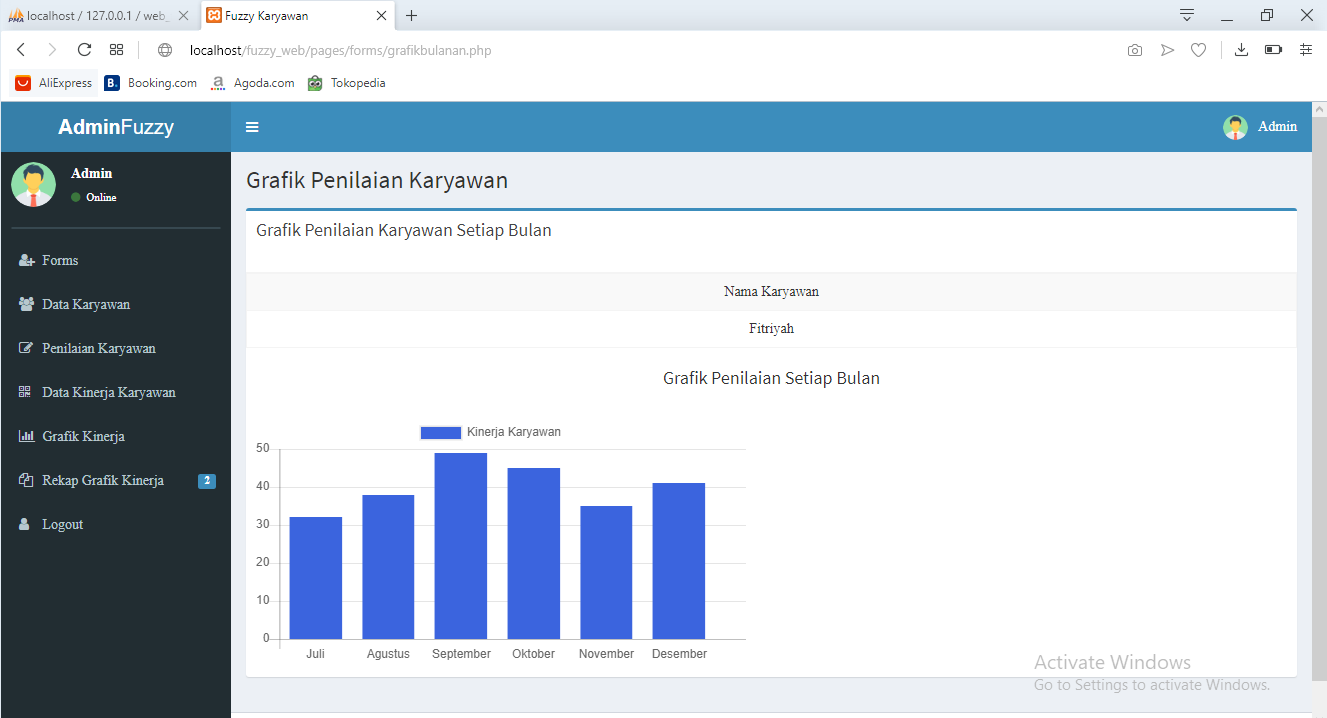 localhost / 127.0.0.1 / web_
Fuzzy Karyawan
localhost/fuzzy_web/pages/forms/grafikbulanan.php
AliExpress
B. Booking.com
a Agoda.com
Tokopedia
AdminFuzzy
Admin
Admin
Online
Forms
Data Karyawan
Penilaian Karyawan
Data Kinerja Karyawan
Grafik Kinerja
Rekap Grafik Kinerja 2
Logout
Grafik Penilaian Karyawan
Grafik Penilaian Karyawan Setiap Bulan
Nama Karyawan
Fitriyah
Grafik Penilaian Setiap Bulan
Kinerja Karyawan
50
40
30
20
10
0
Juli Agustus September Oktober November Desember
Activate Windows
Go to Settings to activate Windows.